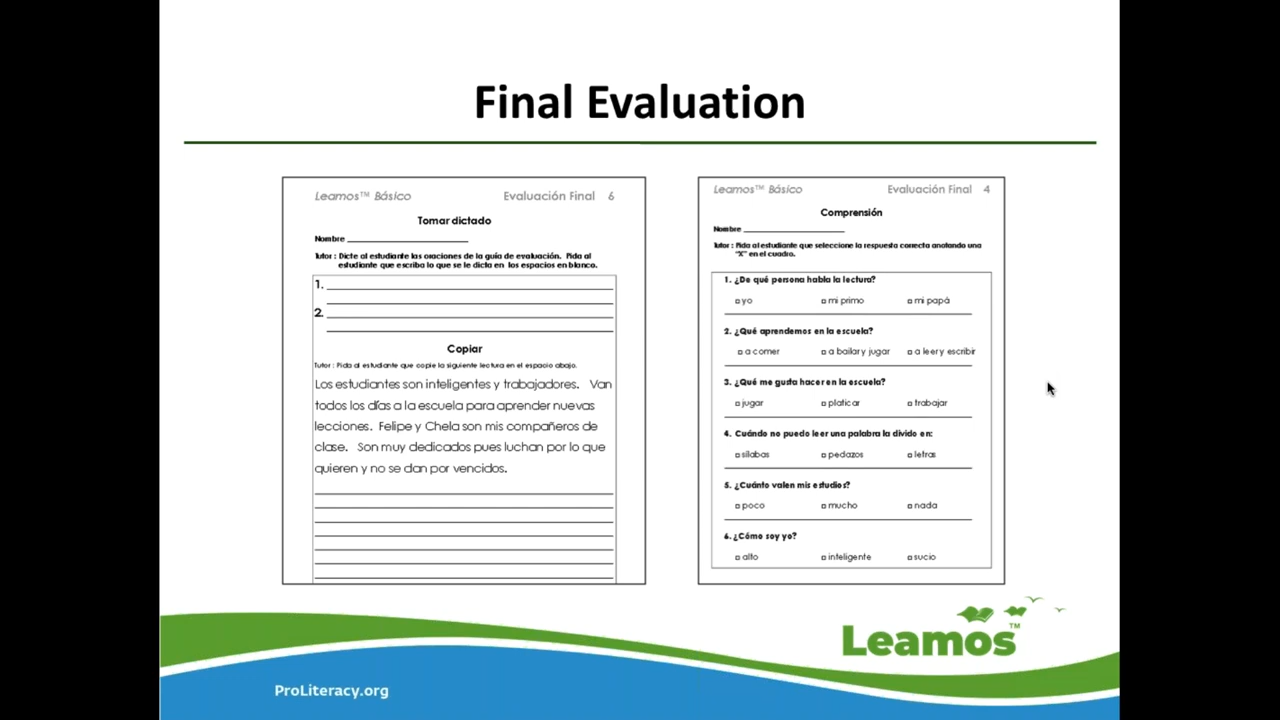 Final Evaluation
Leamos™ Básico Evaluación Final 6
Tomar dictado
Nombre
Tutor : Dicte al estudiante las oraciones de la guía de evaluación. Pida al
estudiante que escriba lo que se le dicta en los espacios en blanco.
1.
2.
Copiar
Tutor : Pida al estudiante que copie la siguiente lectura en el espacio abajo.
Los estudiantes son inteligentes y trabajadores. Van
todos los días a la escuela para aprender nuevas
lecciones. Felipe y Chela son mis compañeros de
clase. Son muy dedicados pues luchan por lo que
quieren y no se dan por vencidos.
Leamos™ Básico Evaluación Final 4
Comprensión
Nombre
Tutor : Pida al estudiante que seleccione la respuesta correcta anotando una
"X" en el cuadro.
1. ¿De qué persona habla la lectura?
yo mi primo mi papá
2. ¿Qué aprendemos en la escuela?
a comer a bailar y jugar a leer y escribir
3. ¿Qué me gusta hacer en la escuela?
jugar platicar trabajar
4. Cuándo no puedo leer una palabra la divido en:
sílabas pedazos letras
5. ¿Cuánto valen mis estudios?
poco mucho nada
6. ¿Cómo soy yo?
alto inteligente sucio
Leamos™
ProLiteracy.org